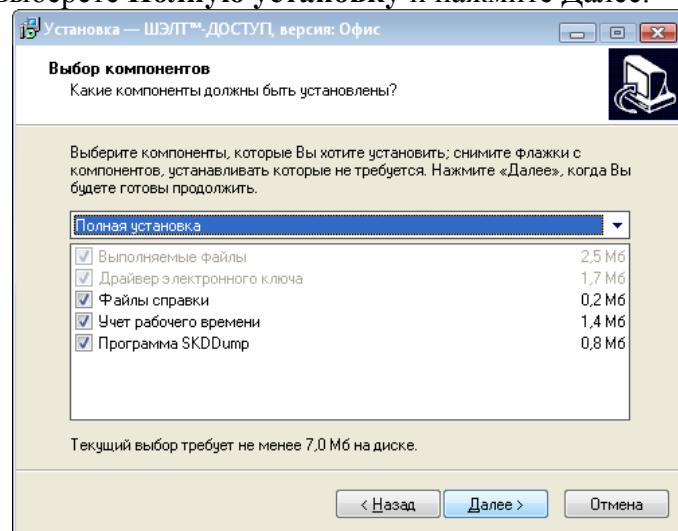 выберете Полную установку и нажмите Далее.
Установка — ШЭЛТ™-ДОСТУП, версия: Офис
Выбор компонентов
Какие компоненты должны быть установлены?
Выберите компоненты, которые Вы хотите установить; снимите флажки с
компонентов, устанавливать которые не требуется. Нажмите «Далее», когда Вы
будете готовы продолжить.
Полная установка
Выполняемые файлы 2,5 Мб
Драйвер электронного ключа 1,7 Мб
Файлы справки 0,2 Мб
Учет рабочего времени 1,4 Мб
Программа SKDDump 0,8 Мб
Текущий выбор требует не менее 7,0 Мб на диске.
< Назад Далее > Отмена